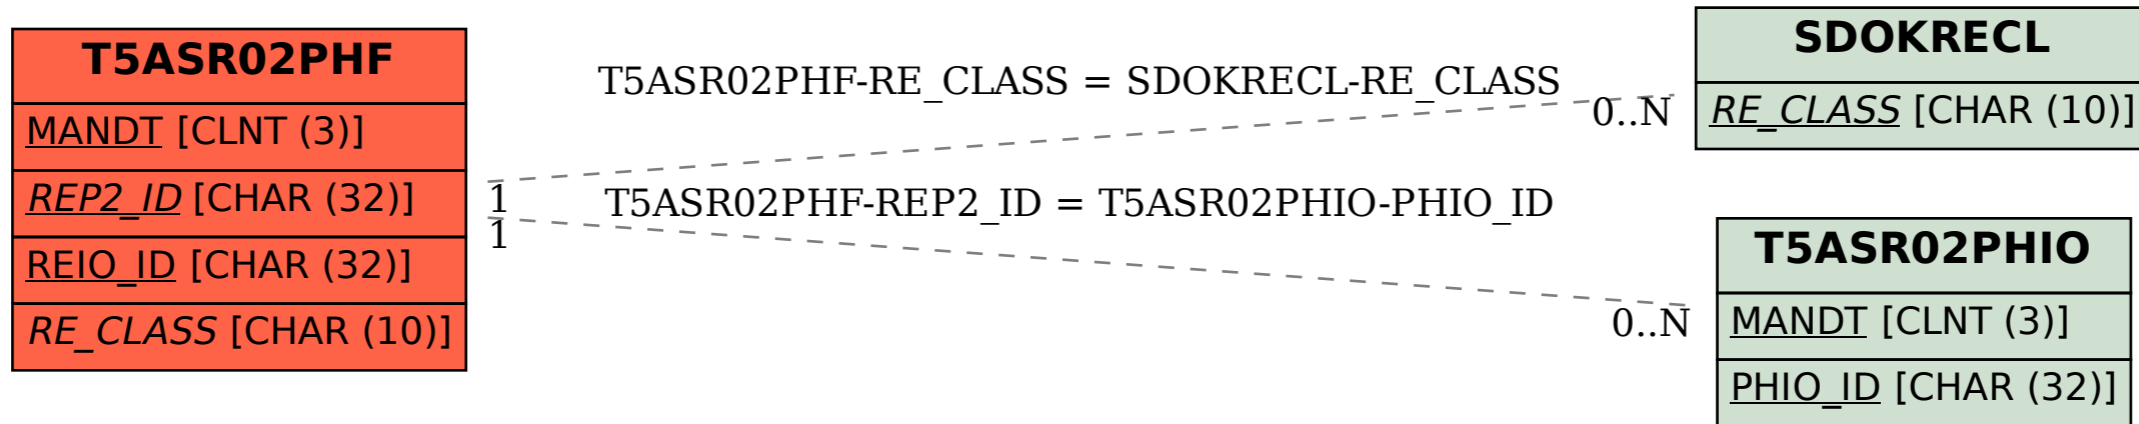 T5ASR02PHF
MANDT [CLNT (3)]
REP2_ID [CHAR (32)]
REIO_ID [CHAR (32)]
RE_CLASS [CHAR (10)]
T5ASR02PHF-RE_CLASS = SDOKRECL-RE_CLASS
0..N
1
T5ASR02PHF-REP2_ID = T5ASR02PHIO-PHIO_ID
1
0..N
SDOKRECL
RE_CLASS [CHAR (10)]
T5ASR02PHIO
MANDT [CLNT (3)]
PHIO_ID [CHAR (32)]